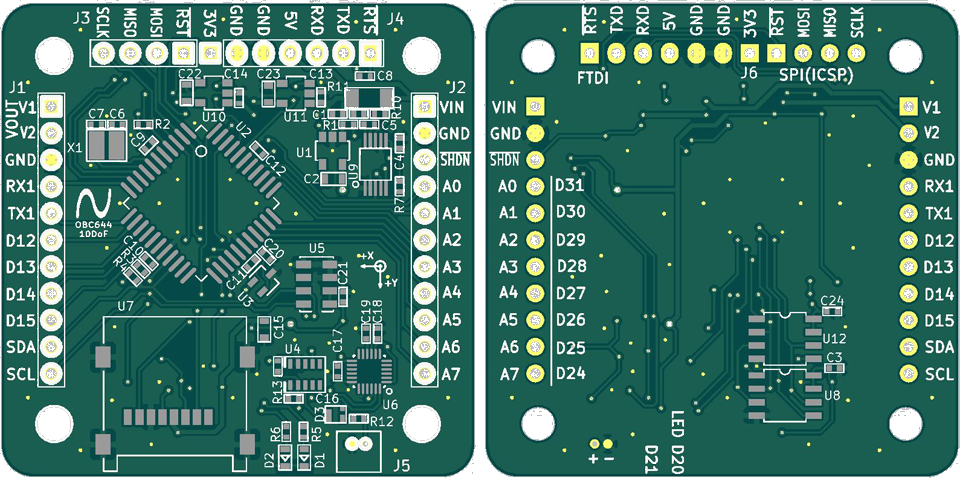 J3 SCLK MISO MOSI RST 3V3 GND GND 5V RXD TXD RTS J4
C22 C14 C23 C13 C8
R11 R10
U10 U11
J1 J2
VOUT V1 VIN
C7 C6 R2 U2 C1 R1 C5
V2 GND
X1 C9 C12 U1 C4
GND SHDN
C2 U9
RX1 A0
R7
TX1 A1
OBC644
10DoF
D12 A2
C10 R3 R4 C20 C11 U5
D13 +X A3
U3 C21 +Y
D14 A4
U7 C19 C18
D15 C15 A5
SDA U4 C17 A6
SCL A7
R13 C16 U6
D3 R12
R6 R5
D2 D1 J5
RTS TXD RXD 5V GND GND 3V3 RST MOSI MISO SCLK
FTDI J6 SPI(ICSP)
VIN V1
GND V2
SHDN GND
A0 D31 RX1
A1 D30 TX1
A2 D29 D12
A3 D28 D13
A4 D27 D14
C24
A5 D26 D15
U12
A6 D25 SDA
C3
A7 D24 SCL
U8
+ - D21 LED D20